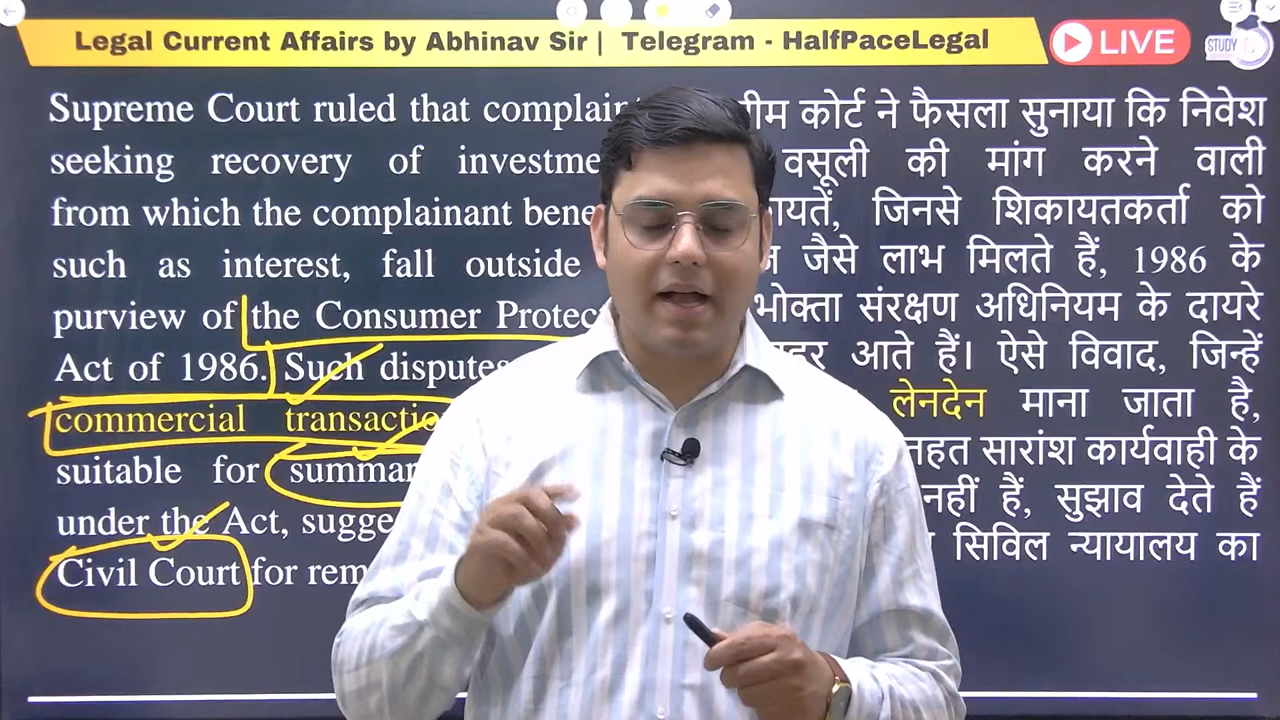 Legal Current Affairs by Abhinav Sir | Telegram - HalfPaceLegal
LIVE
STUDY
Supreme Court ruled that complain
seeking recovery of investme
from which the complainant bene
such as interest, fall outside
purview of the Consumer Protec
Act of 1986. Such disputes
commercial transactio
suitable for summar
under the Act, sugge
Civil Court for rem
कोर्ट ने फैसला सुनाया कि निवेश
वसूली की मांग करने वाली
यतें, जिनसे शिकायतकर्ता को
जैसे लाभ मिलते हैं, 1986 के
भोक्ता संरक्षण अधिनियम के दायरे
आते हैं। ऐसे विवाद, जिन्हें
लेनदेन माना जाता है,
तहत सारांश कार्यवाही के
नहीं हैं, सुझाव देते हैं
सिविल न्यायालय का